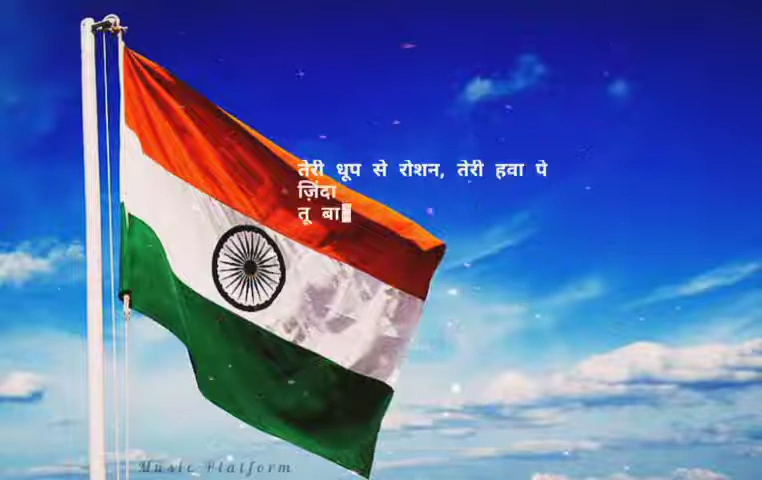 तेरी धूप से रोशन, तेरी हवा पे
ज़िंदा
तू बा
Music Platform